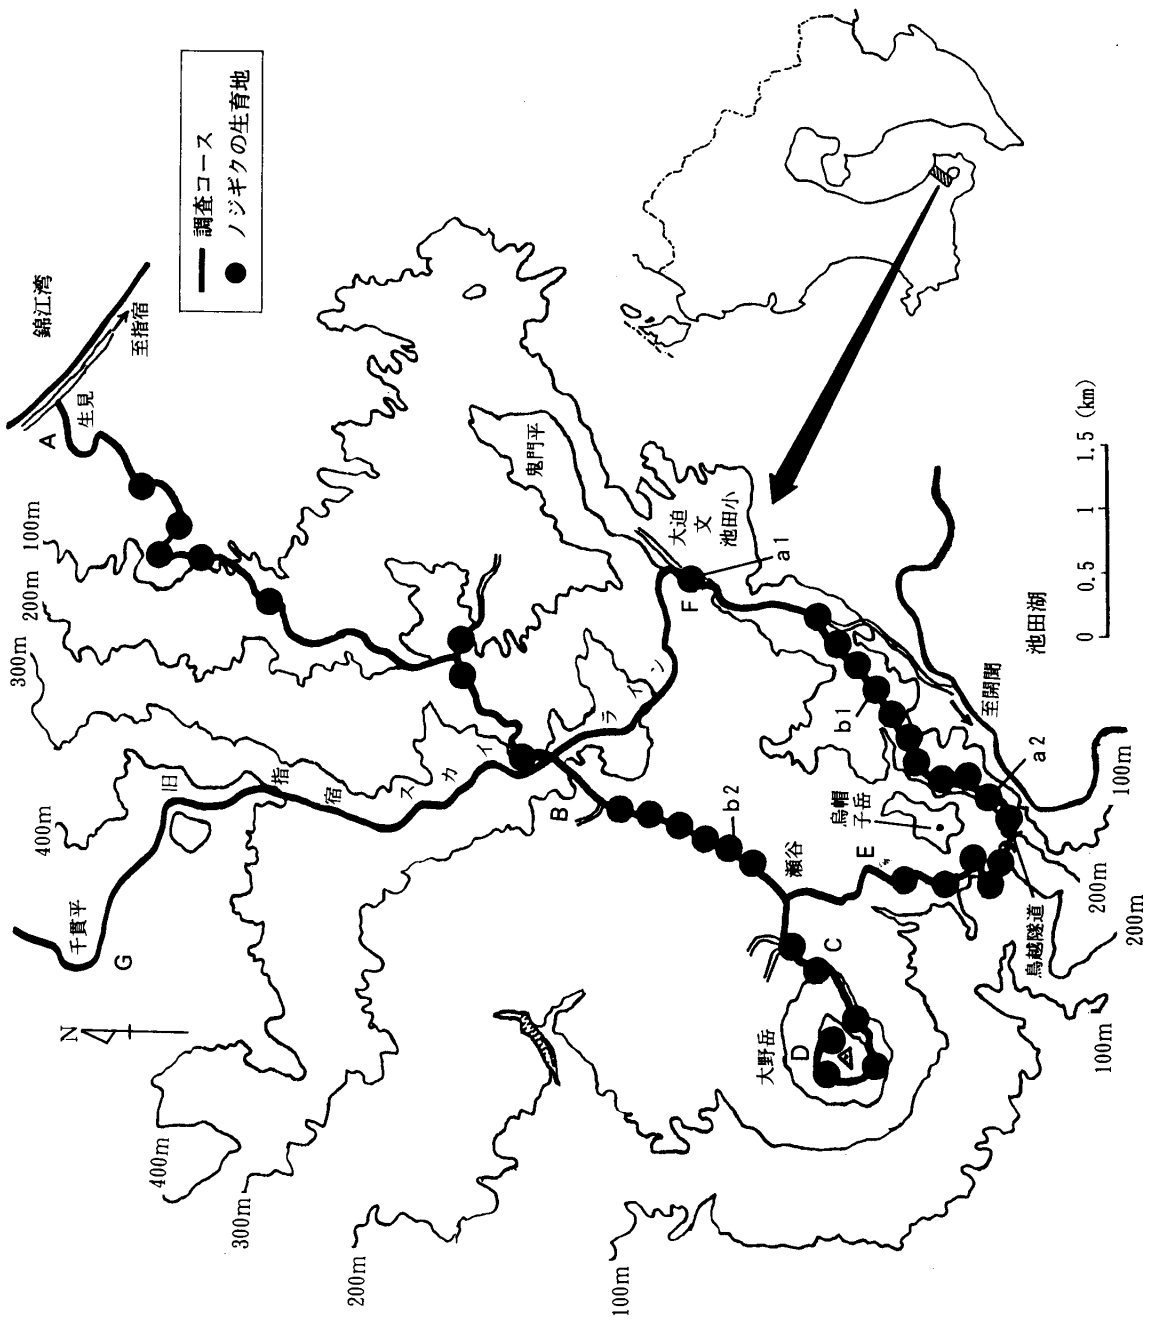 錦江湾
至指宿
生見
A
調査コース
ノジギクの生育地
100m
200m
300m
400m
旧指宿スカイライン
千貫平
G
N
鬼門平
大迫
文
池田小
a1
F
B
b2
b1
瀬谷
E
烏帽
子岳
C
D
大野岳
池田湖
至開聞
a2
100m
200m
200m
鳥越隧道
100m
400m
300m
200m
100m
0 0.5 1 1.5 (km)